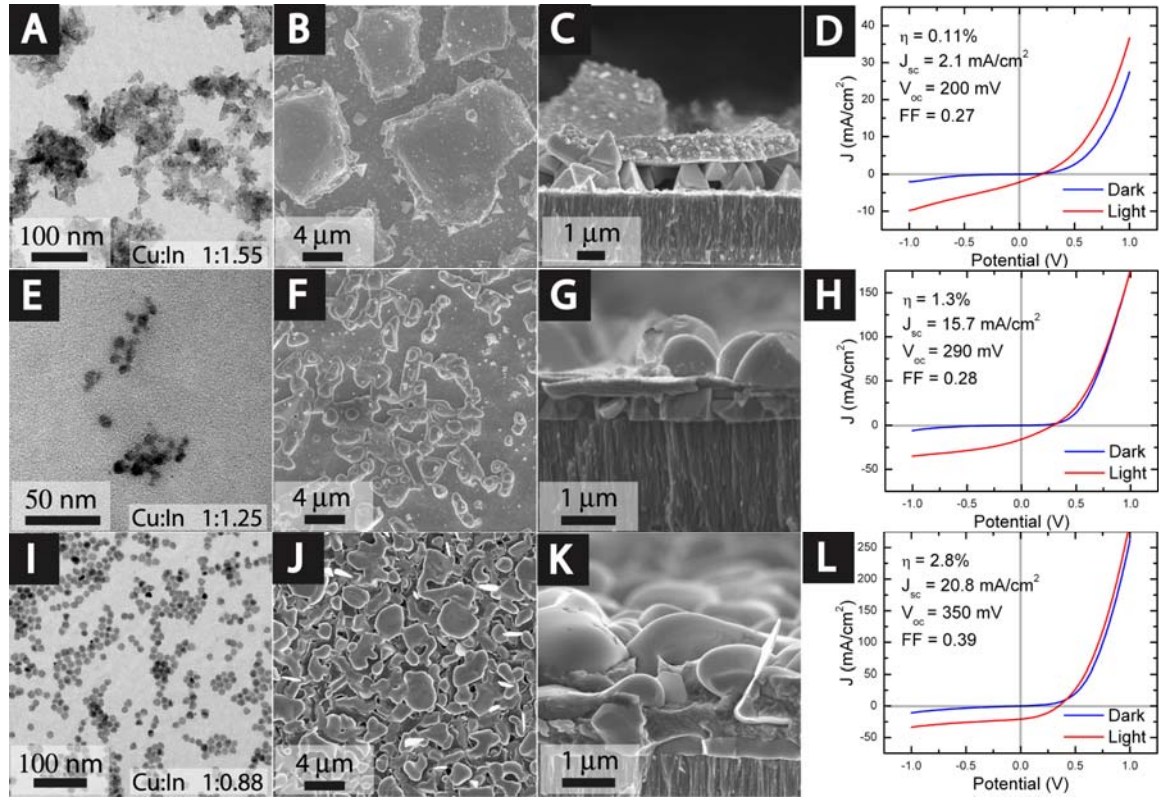 A
100 nm
Cu:In 1:1.55
B
4 μm
C
1 μm
D
η = 0.11%
J_sc = 2.1 mA/cm²
V_oc = 200 mV
FF = 0.27
J (mA/cm²)
40
30
20
10
0
-10
Dark
Light
-1.0 -0.5 0.0 0.5 1.0
Potential (V)
E
50 nm
Cu:In 1:1.25
F
4 μm
G
1 μm
H
η = 1.3%
J_sc = 15.7 mA/cm²
V_oc = 290 mV
FF = 0.28
J (mA/cm²)
150
100
50
0
-50
Dark
Light
-1.0 -0.5 0.0 0.5 1.0
Potential (V)
I
100 nm
Cu:In 1:0.88
J
4 μm
K
1 μm
L
η = 2.8%
J_sc = 20.8 mA/cm²
V_oc = 350 mV
FF = 0.39
J (mA/cm²)
250
200
150
100
50
0
-50
Dark
Light
-1.0 -0.5 0.0 0.5 1.0
Potential (V)